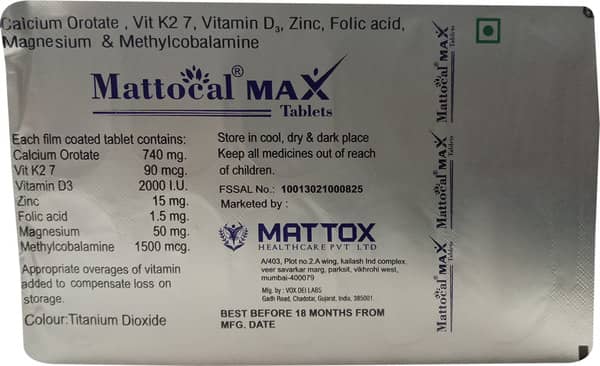 Calcium Orotate , Vit K2 7, Vitamin D3, Zinc, Folic acid,
Magnesium & Methylcobalamine
Mattocal® MAX
Tablets
Each film coated tablet contains:
Calcium Orotate 740 mg.
Vit K2 7 90 mcg.
Vitamin D3 2000 I.U.
Zinc 15 mg.
Folic acid 1.5 mg.
Magnesium 50 mg.
Methylcobalamine 1500 mcg.
Appropriate overages of vitamin
added to compensate loss on
storage.
Colour:Titanium Dioxide
Store in cool, dry & dark place
Keep all medicines out of reach
of children.
FSSAL No.: 10013021000825
Marketed by :
MATTOX
HEALTHCARE PVT LTD
A/403, Plot no.2.A wing, kailash Ind complex,
veer savarkar marg, parksit, vikhrohi west,
mumbai-400079
Mfg. by : VOX DEI LABS
Gadh Road, Chadotar, Gujarat, India, 385001.
BEST BEFORE 18 MONTHS FROM
MFG. DATE
Mattocal® MAX
Tablets
Mattocal® MAX
Tablets
Mattocal® MAX
Tablets